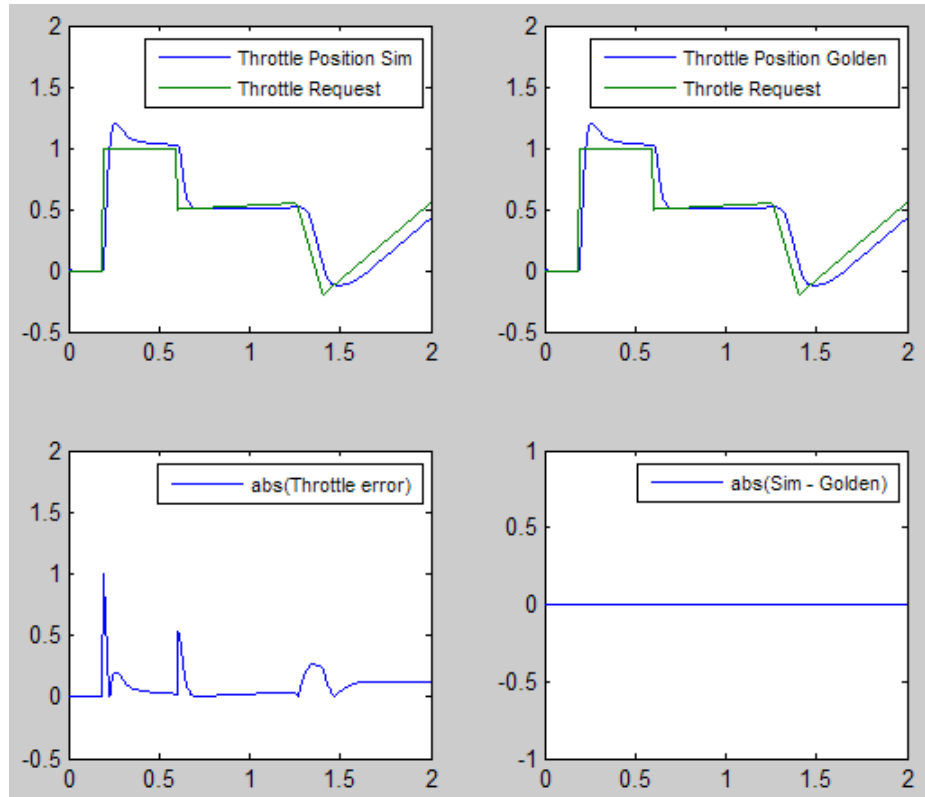 2
1.5
1
0.5
0
-0.5
0 0.5 1 1.5 2
Throttle Position Sim
Throttle Request
2
1.5
1
0.5
0
-0.5
0 0.5 1 1.5 2
Throttle Position Golden
Throtle Request
2
1.5
1
0.5
0
-0.5
0 0.5 1 1.5 2
abs(Throttle error)
1
0.5
0
-0.5
-1
0 0.5 1 1.5 2
abs(Sim - Golden)